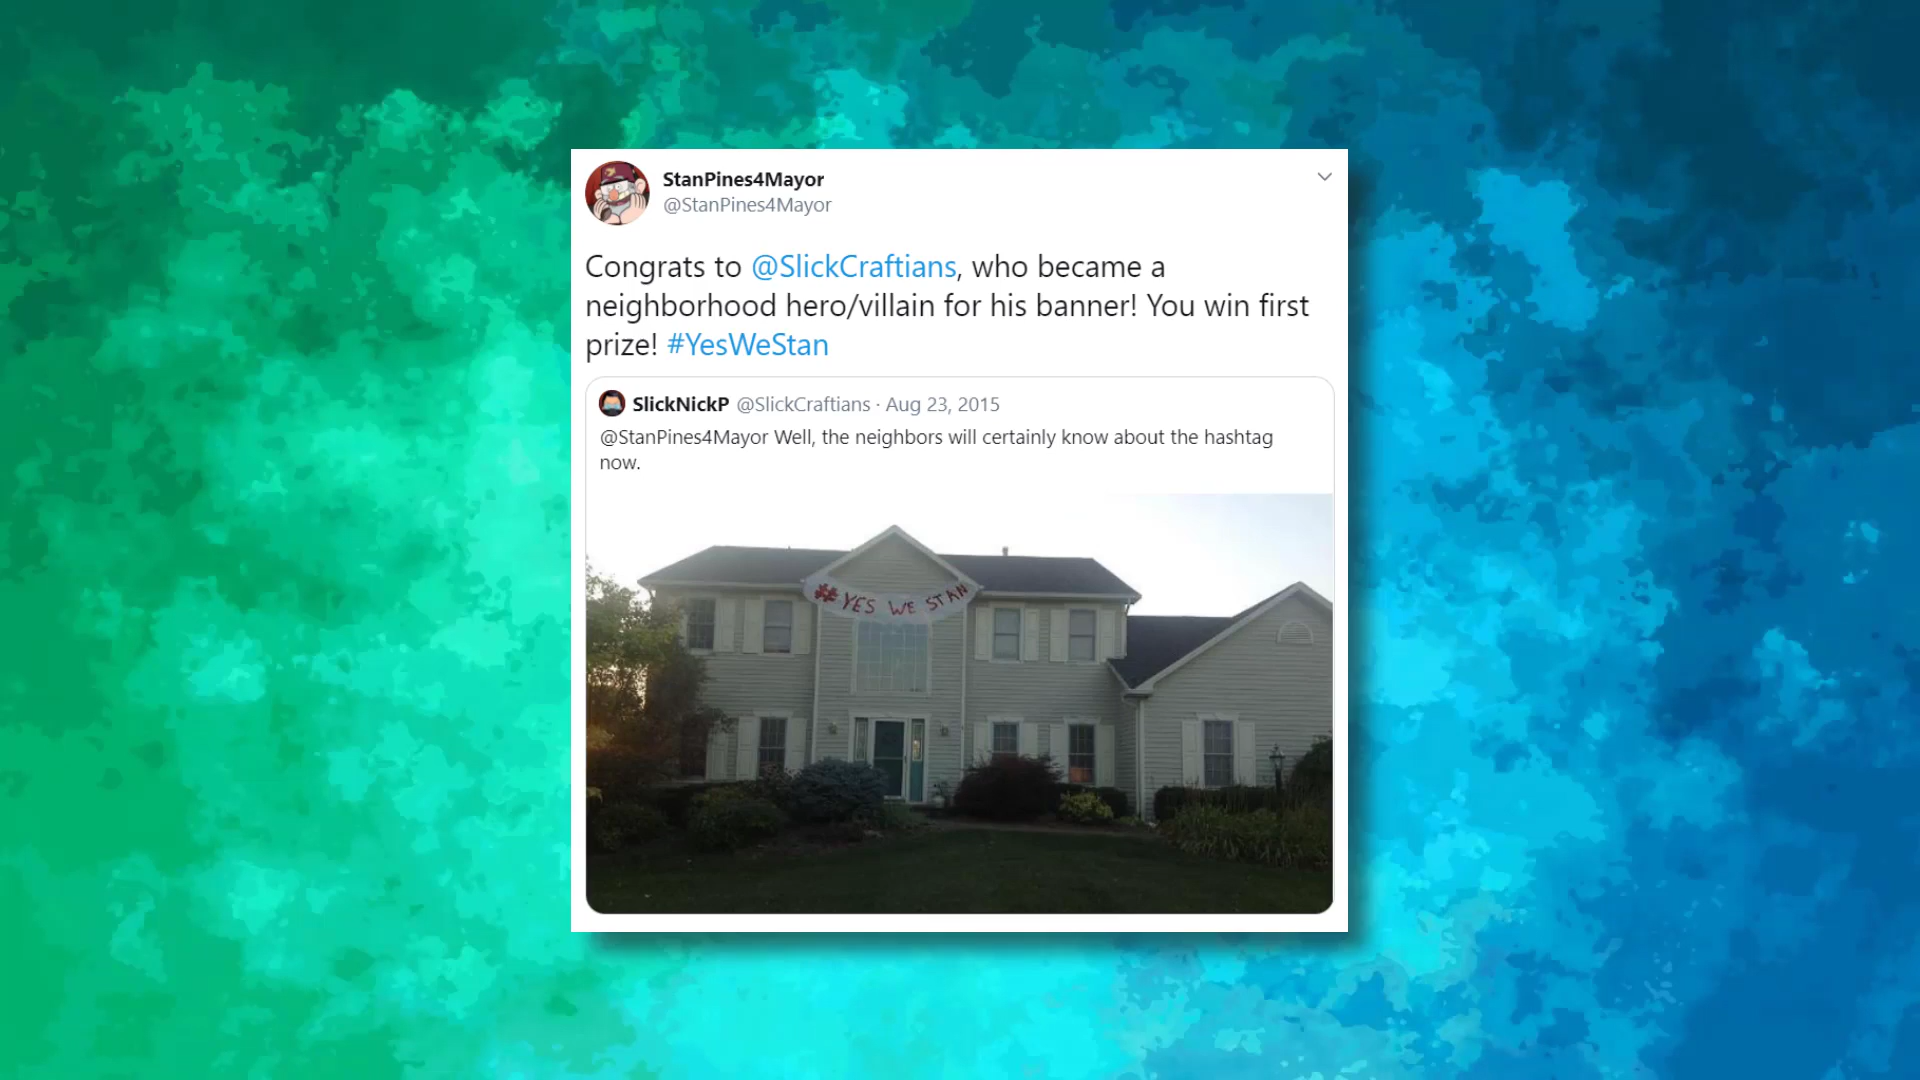 StanPines4Mayor
@StanPines4Mayor
Congrats to @SlickCraftians, who became a
neighborhood hero/villain for his banner! You win first
prize! #YesWeStan
SlickNickP @SlickCraftians · Aug 23, 2015
@StanPines4Mayor Well, the neighbors will certainly know about the hashtag
now.
# YES WE STAN